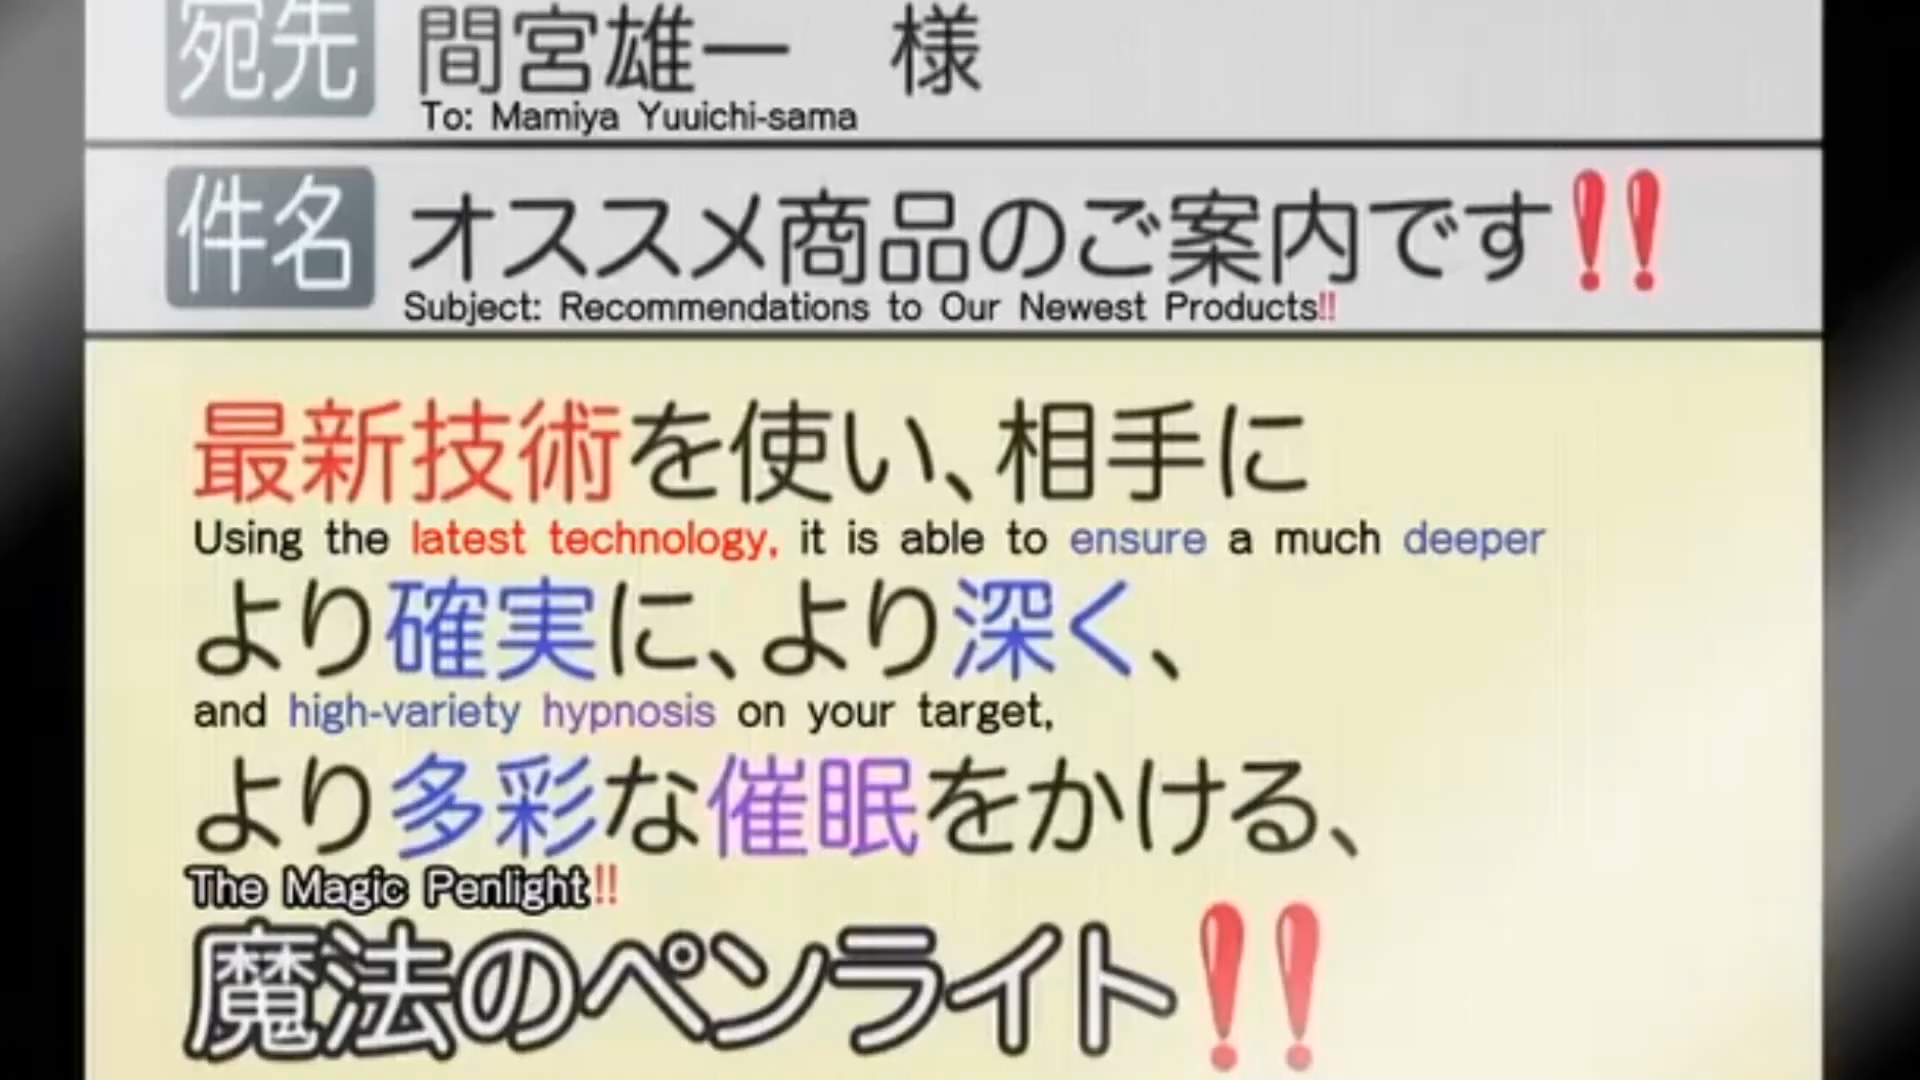 宛先 間宮雄一 様
To: Mamiya Yuuichi-sama
件名 オススメ商品のご案内です!!
Subject: Recommendations to Our Newest Products!!
最新技術を使い、相手に
Using the latest technology, it is able to ensure a much deeper
より確実に、より深く、
and high-variety hypnosis on your target,
より多彩な催眠をかける、
The Magic Penlight!!
魔法のペンライト!!